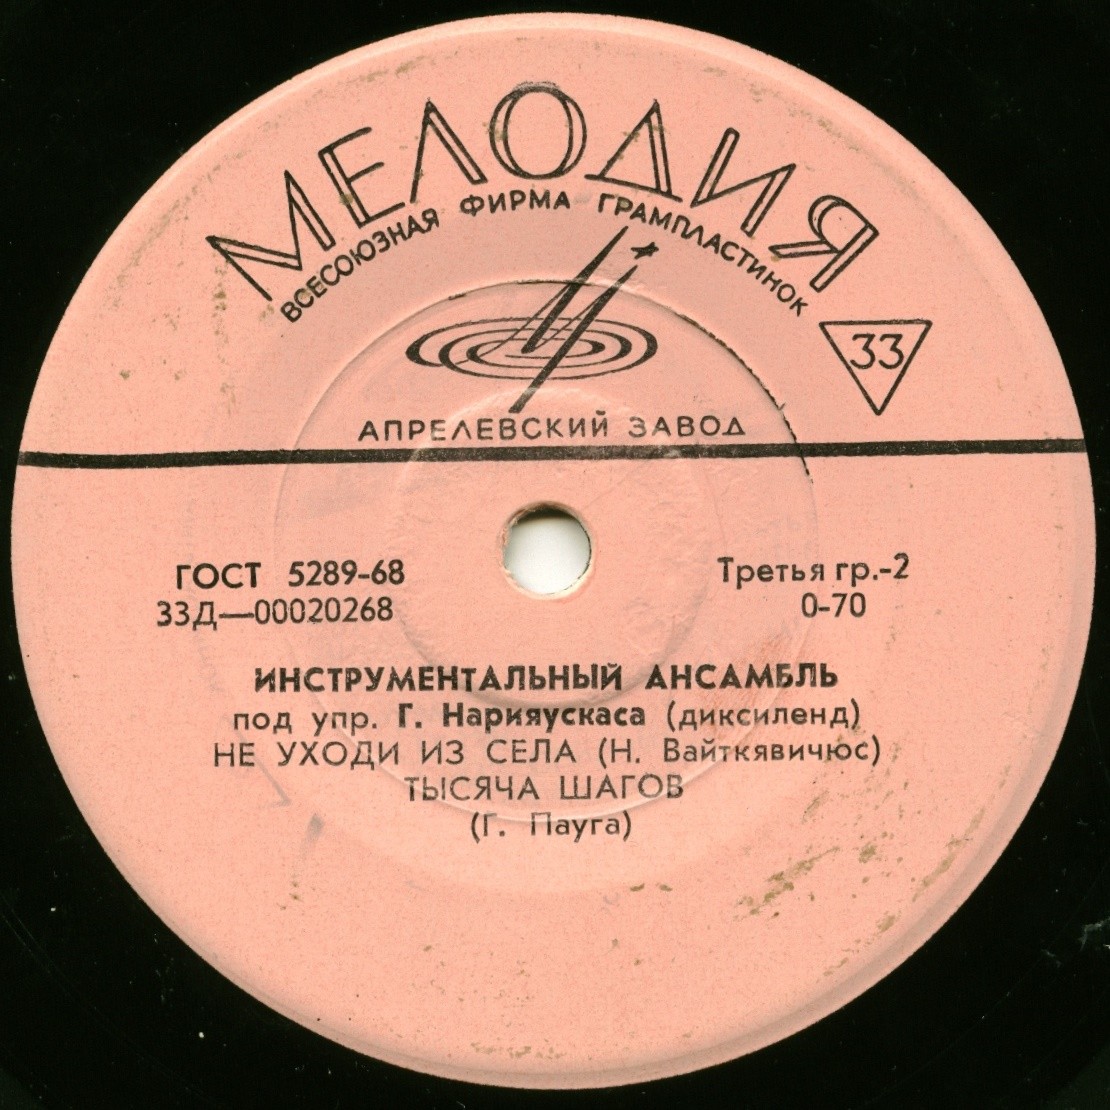 МЕЛОДИЯ
ВСЕСОЮЗНАЯ ФИРМА ГРАМПЛАСТИНОК
33
АПРЕЛЕВСКИЙ ЗАВОД
ГОСТ 5289-68
33Д—00020268
Третья гр.-2
0-70
ИНСТРУМЕНТАЛЬНЫЙ АНСАМБЛЬ
под упр. Г. Нарияускаса (диксиленд)
НЕ УХОДИ ИЗ СЕЛА (Н. Вайткявичюс)
ТЫСЯЧА ШАГОВ
(Г. Пауга)